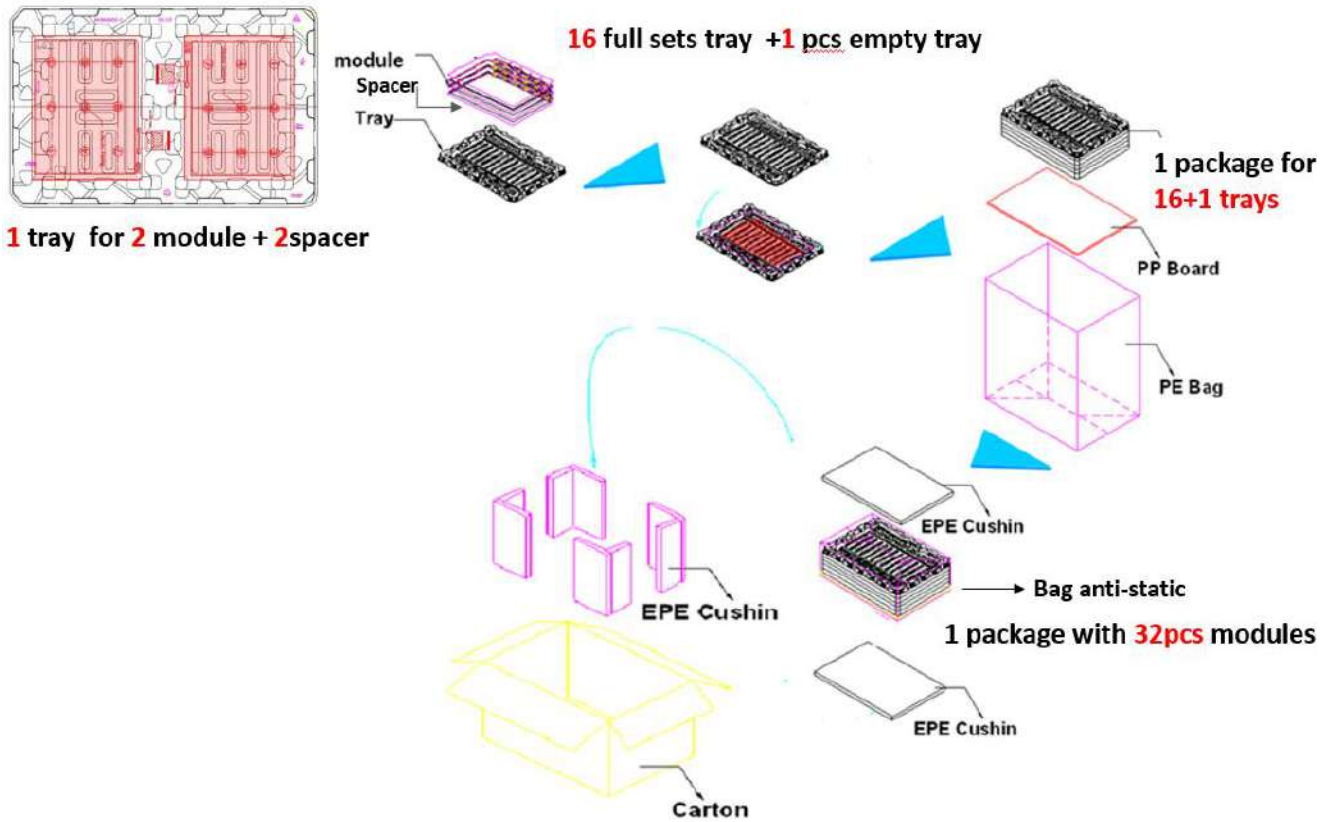 16 full sets tray +1 pcs empty tray
module
Spacer
Tray
1 package for
16+1 trays
1 tray for 2 module + 2spacer
PP Board
PE Bag
EPE Cushin
EPE Cushin
Bag anti-static
1 package with 32pcs modules
EPE Cushin
Carton